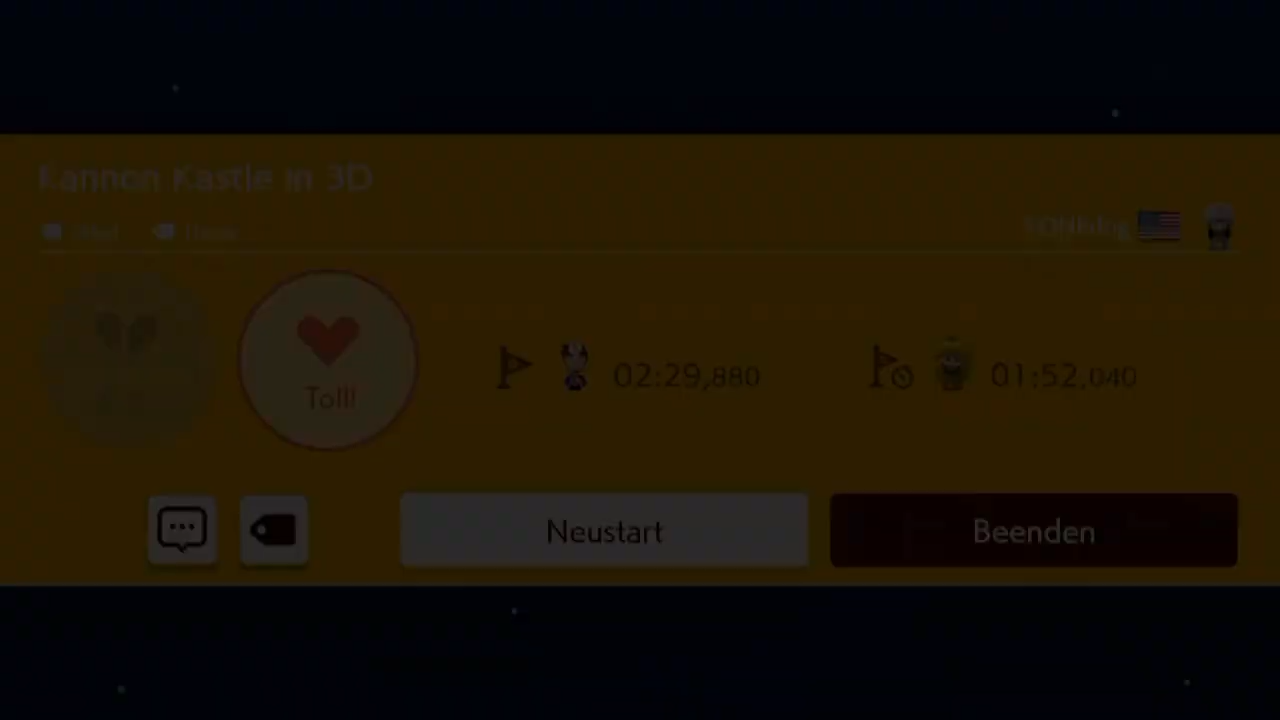 Kannon Kastle in 3D
Toll!
02:29,880
01:52,040
Neustart
Beenden